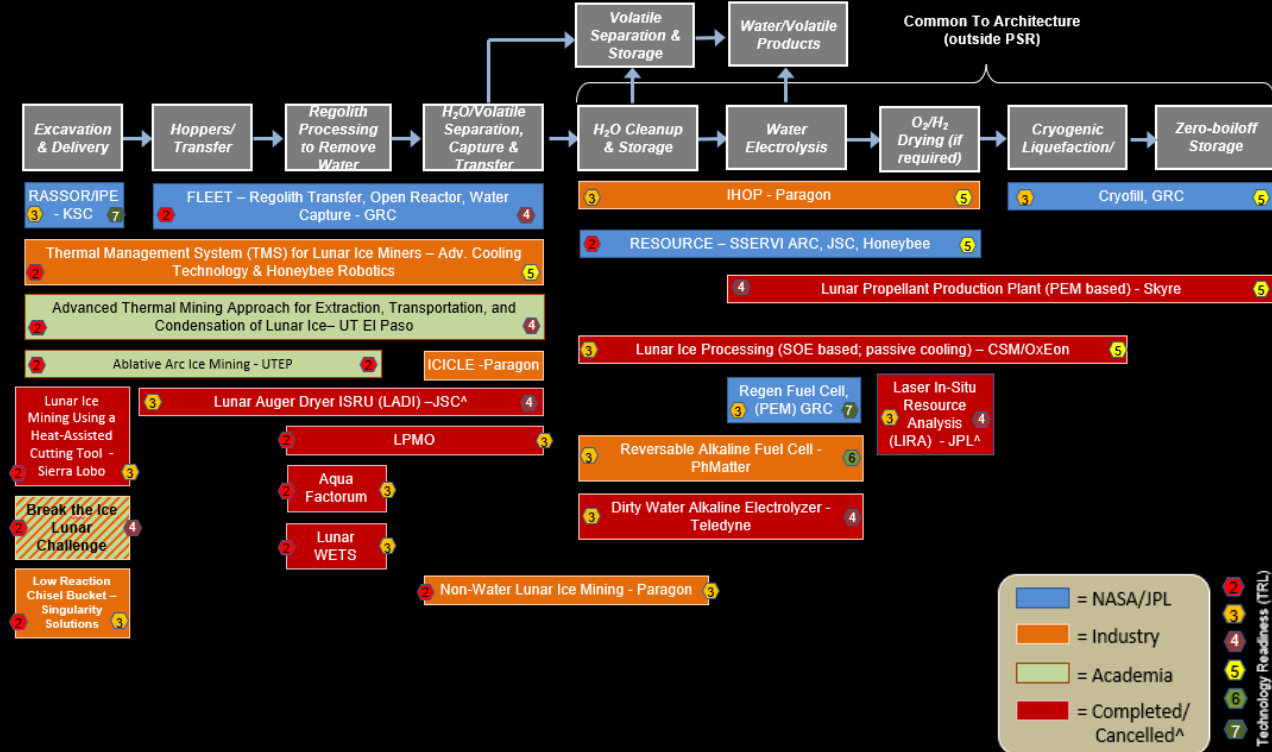 Volatile
Separation &
Storage
Water/Volatile
Products
Common To Architecture
(outside PSR)
Excavation
& Delivery
Hoppers/
Transfer
Regolith
Processing
to Remove
Water
H₂O/Volatile
Separation,
Capture &
Transfer
H₂O Cleanup
& Storage
Water
Electrolysis
O₂/H₂
Drying (if
required)
Cryogenic
Liquefaction/
Zero-boiloff
Storage
RASSOR/IPE
3 - KSC 7
FLEET – Regolith Transfer, Open Reactor, Water
2 Capture - GRC 4
3 IHOP - Paragon 5
3 Cryofill, GRC 5
2 RESOURCE – SSERVI ARC, JSC, Honeybee 5
Thermal Management System (TMS) for Lunar Ice Miners – Adv. Cooling
2 Technology & Honeybee Robotics 5
4 Lunar Propellant Production Plant (PEM based) - Skyre 5
Advanced Thermal Mining Approach for Extraction, Transportation, and
2 Condensation of Lunar Ice– UT El Paso 4
3 Lunar Ice Processing (SOE based; passive cooling) – CSM/OxEon 5
2 Ablative Arc Ice Mining - UTEP 2
ICICLE -Paragon
Lunar Ice
Mining Using a
Heat-Assisted
Cutting Tool -
2 Sierra Lobo 3
3 Lunar Auger Dryer ISRU (LADI) –JSC^ 4
Regen Fuel Cell,
3 (PEM) GRC 7
Laser In-Situ
Resource
3 Analysis 4
(LIRA) - JPL^
2 LPMO 3
Reversable Alkaline Fuel Cell -
3 PhMatter 6
Aqua
2 Factorum 3
Break the Ice
2 Lunar 4
Challenge
Dirty Water Alkaline Electrolyzer -
3 Teledyne 4
Lunar
2 WETS 3
Low Reaction
Chisel Bucket –
Singularity
2 Solutions 3
2 Non-Water Lunar Ice Mining - Paragon 3
= NASA/JPL
= Industry
= Academia
= Completed/
Cancelled^
2
3
4
5
6
7
Technology Readiness (TRL)